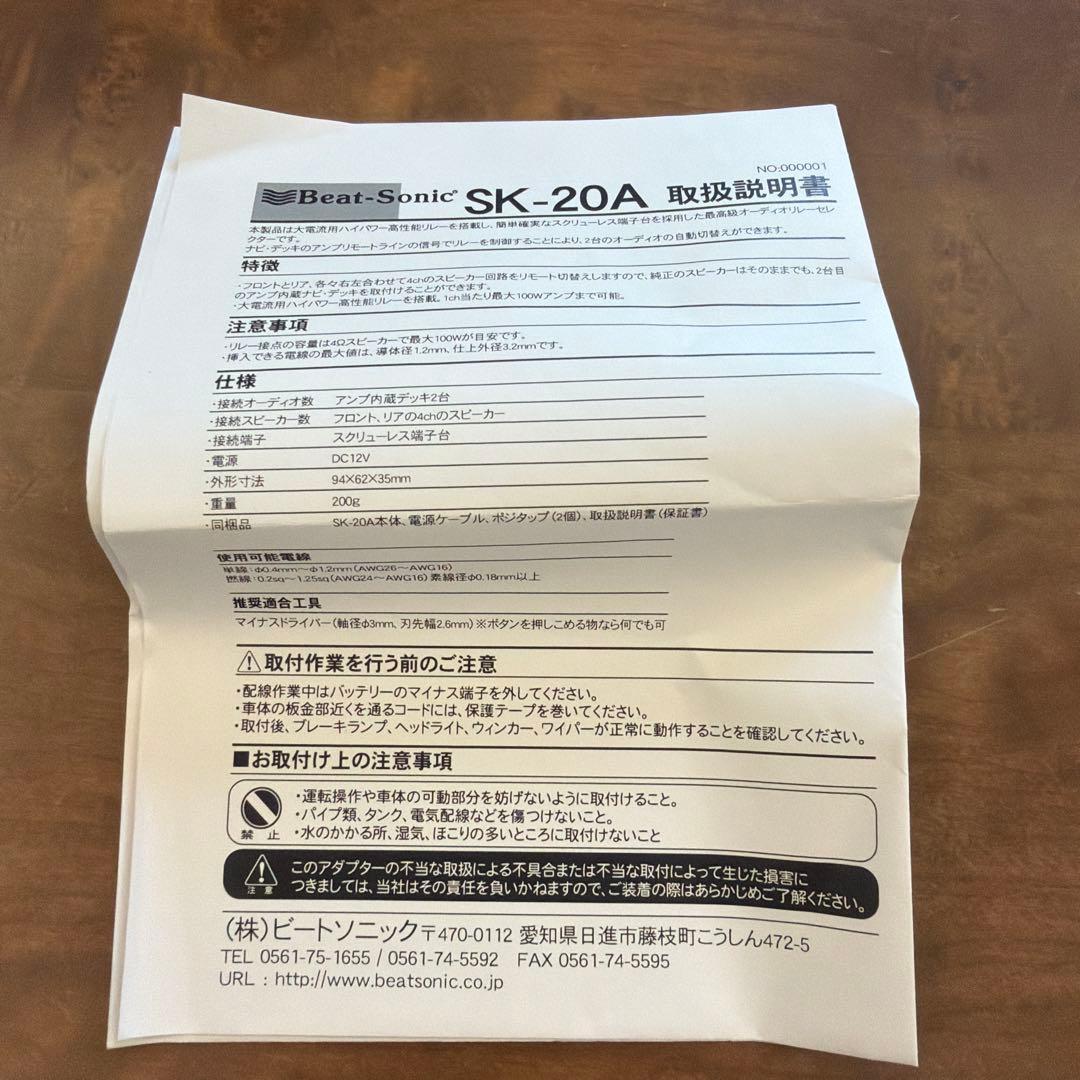 NO:000001
Beat-Sonic® SK-20A 取扱説明書
本製品は大電流用ハイパワー高性能リレーを搭載し、簡単確実なスクリューレス端子台を採用した最高級オーディオリレーセレ
クターです。
ナビ・デッキのアンプリモートラインの信号でリレーを制御することにより、2台のオーディオの自動切替えができます。
特徴
・フロントとリア、各々右左合わせて4chのスピーカー回路をリモート切替えしますので、純正のスピーカーはそのままでも、2台目
のアンプ内蔵ナビ・デッキを取付けることができます。
・大電流用ハイパワー高性能リレーを搭載。1ch当たり最大100Wアンプまで可能。
注意事項
・リレー接点の容量は4Ωスピーカーで最大100Wが目安です。
・挿入できる電線の最大値は、導体径1.2mm、仕上外径3.2mmです。
仕様
・接続オーディオ数 アンプ内蔵デッキ2台
・接続スピーカー数 フロント、リアの4chのスピーカー
・接続端子 スクリューレス端子台
・電源 DC12V
・外形寸法 94×62×35mm
・重量 200g
・同梱品 SK-20A本体、電源ケーブル、ポジタップ(2個)、取扱説明書(保証書)
使用可能電線
単線：φ0.4mm～φ1.2mm(AWG26～AWG16)
撚線：0.2sq～1.25sq(AWG24～AWG16)素線径φ0.18mm以上
推奨適合工具
マイナスドライバー(軸径φ3mm、刃先幅2.6mm)※ボタンを押しこめる物なら何でも可
取付作業を行う前のご注意
・配線作業中はバッテリーのマイナス端子を外してください。
・車体の板金部近くを通るコードには、保護テープを巻いてください。
・取付後、ブレーキランプ、ヘッドライト、ウィンカー、ワイパーが正常に動作することを確認してください。
■お取付け上の注意事項
・運転操作や車体の可動部分を妨げないように取付けること。
・パイプ類、タンク、電気配線などを傷つけないこと。
・水のかかる所、湿気、ほこりの多いところに取付けないこと
禁 止
このアダプターの不当な取扱による不具合または不当な取付によって生じた損害に
つきましては、当社はその責任を負いかねますので、ご装着の際はあらかじめご了解ください。
注 意
(株)ビートソニック 〒470-0112 愛知県日進市藤枝町こうしん472-5
TEL 0561-75-1655 / 0561-74-5592 FAX 0561-74-5595
URL : http://www.beatsonic.co.jp